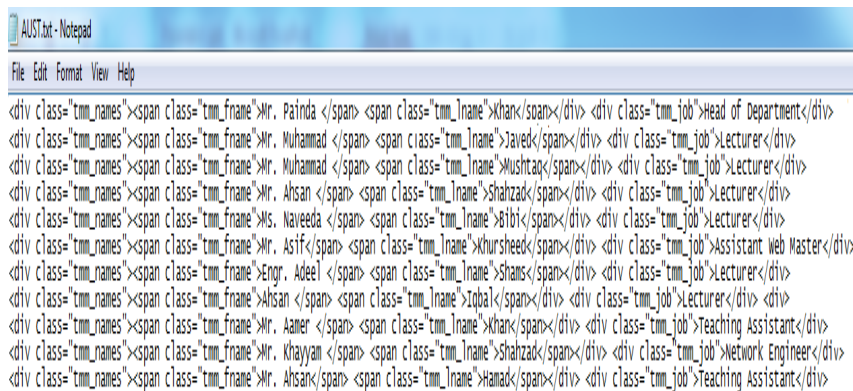 AUST.txt - Notepad
File Edit Format View Help
<div class="tmm_names"><span class="tmm_fname">Mr. Painda </span> <span class="tmm_lname">Khan</span></div> <div class="tmm_job">Head of Department</div>
<div class="tmm_names"><span class="tmm_fname">Mr. Muhammad </span> <span class="tmm_lname">Javed</span></div> <div class="tmm_job">Lecturer</div>
<div class="tmm_names"><span class="tmm_fname">Mr. Muhammad </span> <span class="tmm_lname">Mushtaq</span></div> <div class="tmm_job">Lecturer</div>
<div class="tmm_names"><span class="tmm_fname">Mr. Ahsan </span> <span class="tmm_lname">Shahzad</span></div> <div class="tmm_job">Lecturer</div>
<div class="tmm_names"><span class="tmm_fname">Ms. Naveeda </span> <span class="tmm_lname">Bibi</span></div> <div class="tmm_job">Lecturer</div>
<div class="tmm_names"><span class="tmm_fname">Mr. Asif</span> <span class="tmm_lname">Khursheed</span></div> <div class="tmm_job">Assistant Web Master</div>
<div class="tmm_names"><span class="tmm_fname">Engr. Adeel </span> <span class="tmm_lname">Shams</span></div> <div class="tmm_job">Lecturer</div>
<div class="tmm_names"><span class="tmm_fname">Ahsan </span> <span class="tmm_lname">Iqbal</span></div> <div class="tmm_job">Lecturer</div> <div>
<div class="tmm_names"><span class="tmm_fname">Mr. Aamer </span> <span class="tmm_lname">Khan</span></div> <div class="tmm_job">Teaching Assistant</div>
<div class="tmm_names"><span class="tmm_fname">Mr. Khayyam </span> <span class="tmm_lname">Shahzad</span></div> <div class="tmm_job">Network Engineer</div>
<div class="tmm_names"><span class="tmm_fname">Mr. Ahsan</span> <span class="tmm_lname">Hamad</span></div> <div class="tmm_job">Teaching Assistant</div>